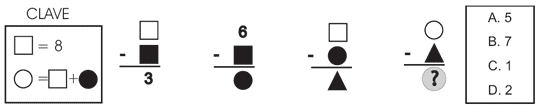 CLAVE
□ = 8
○ = □ + ●
□
- ■
3
6
- ■
●
□
- ●
▲
○
- ▲
?
A. 5
B. 7
C. 1
D. 2